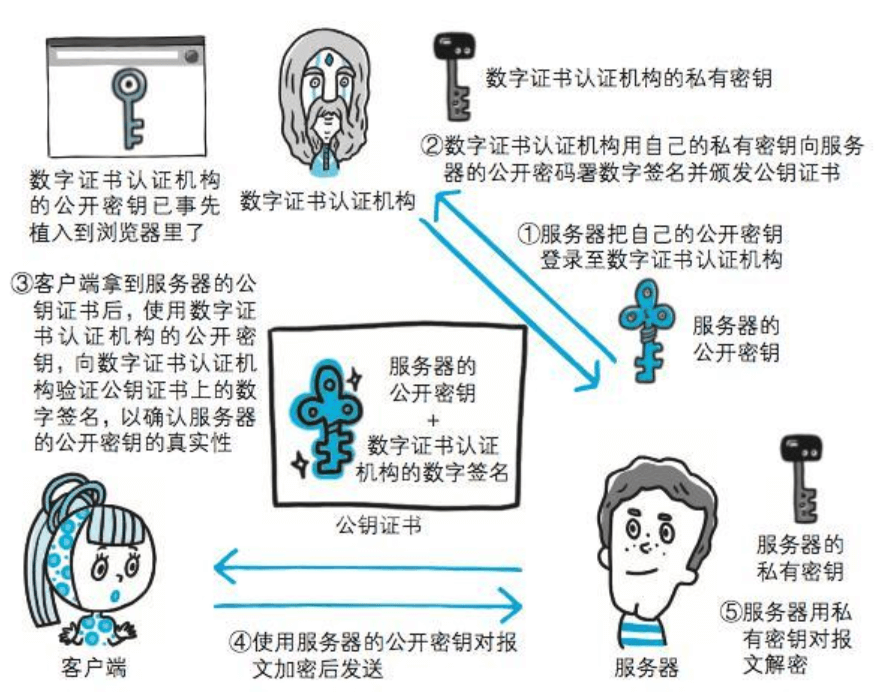 数字证书认证机构
的公开密钥已事先
植入到浏览器里了
数字证书认证机构
数字证书认证机构的私有密钥
②数字证书认证机构用自己的私有密钥向服务
器的公开密码署数字签名并颁发公钥证书
①服务器把自己的公开密钥
登录至数字证书认证机构
服务器的
公开密钥
③客户端拿到服务器的公
钥证书后，使用数字证
书认证机构的公开密
钥，向数字证书认证机
构验证公钥证书上的数
字签名，以确认服务器
的公开密钥的真实性
服务器的
公开密钥
+
数字证书认证
机构的数字签名
公钥证书
客户端
④使用服务器的公开密钥对报
文加密后发送
服务器
服务器的
私有密钥
⑤服务器用私
有密钥对报
文解密